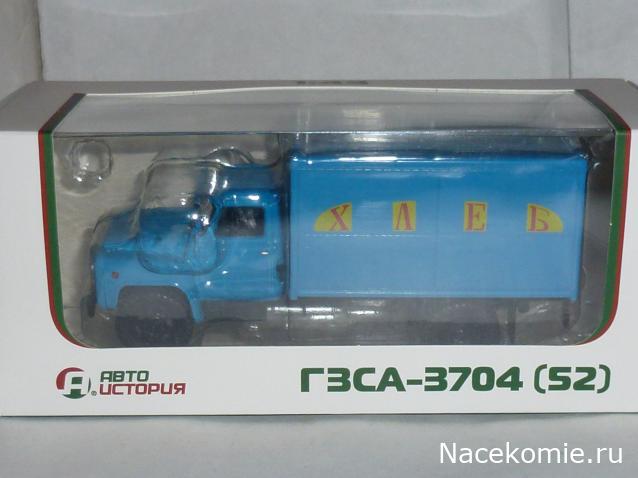 ХЛЕБ
АВТО
ИСТОРИЯ
ГЗСА-3704 (52)
Nacekomie.ru